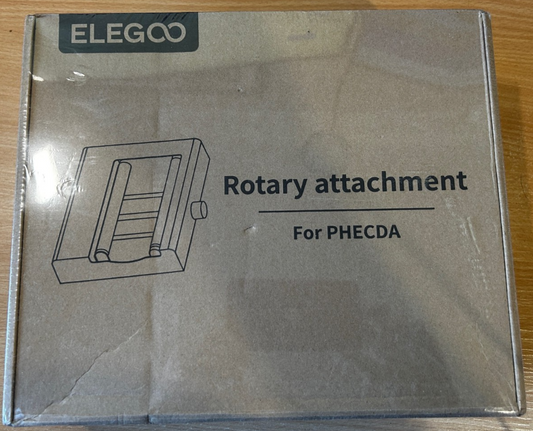 ELEGOO
Rotary attachment
For PHECDA